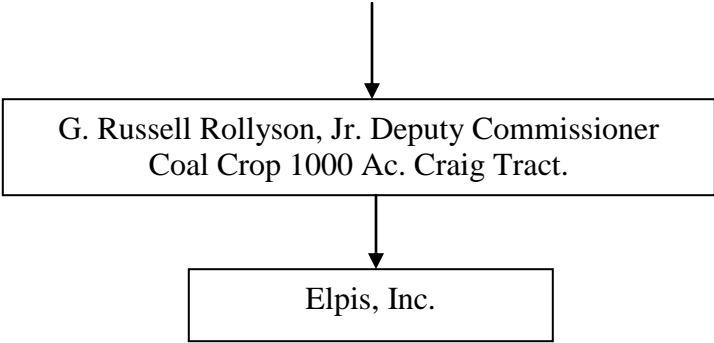 G. Russell Rollyson, Jr. Deputy Commissioner
Coal Crop 1000 Ac. Craig Tract.
Elpis, Inc.